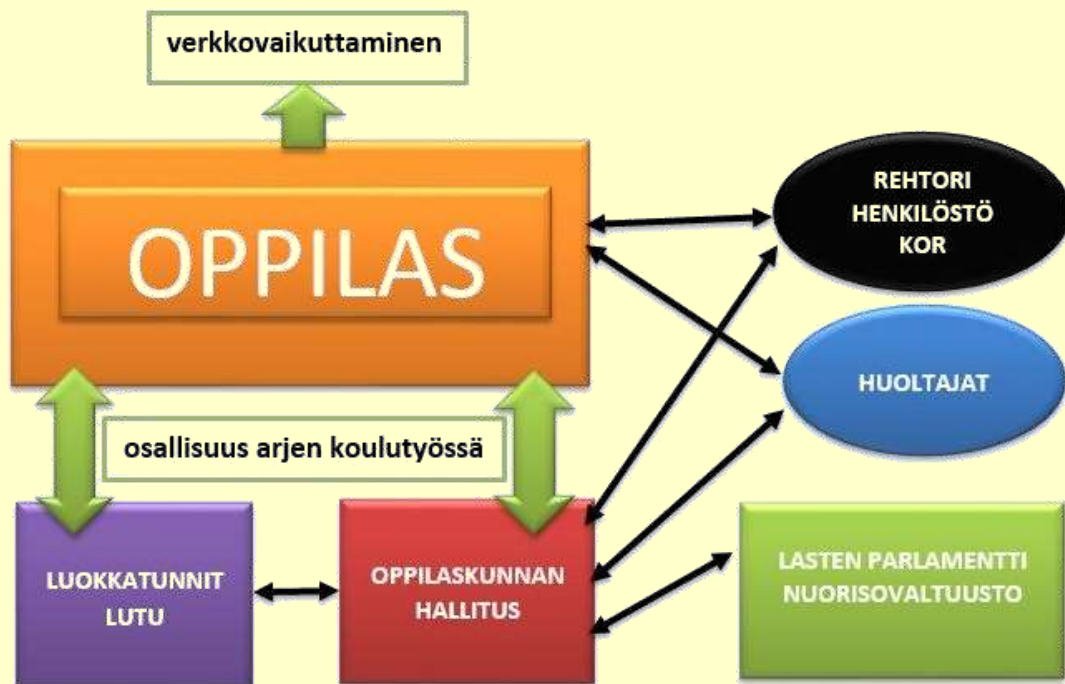 verkkovaikuttaminen
OPPILAS
REHTORI
HENKILÖSTÖ
KOR
HUOLTAJAT
osallisuus arjen koulutyössä
LUOKKATUNNIT
LUTU
OPPILASKUNNAN
HALLITUS
LASTEN PARLAMENTTI
NUORISOVALTUUSTO